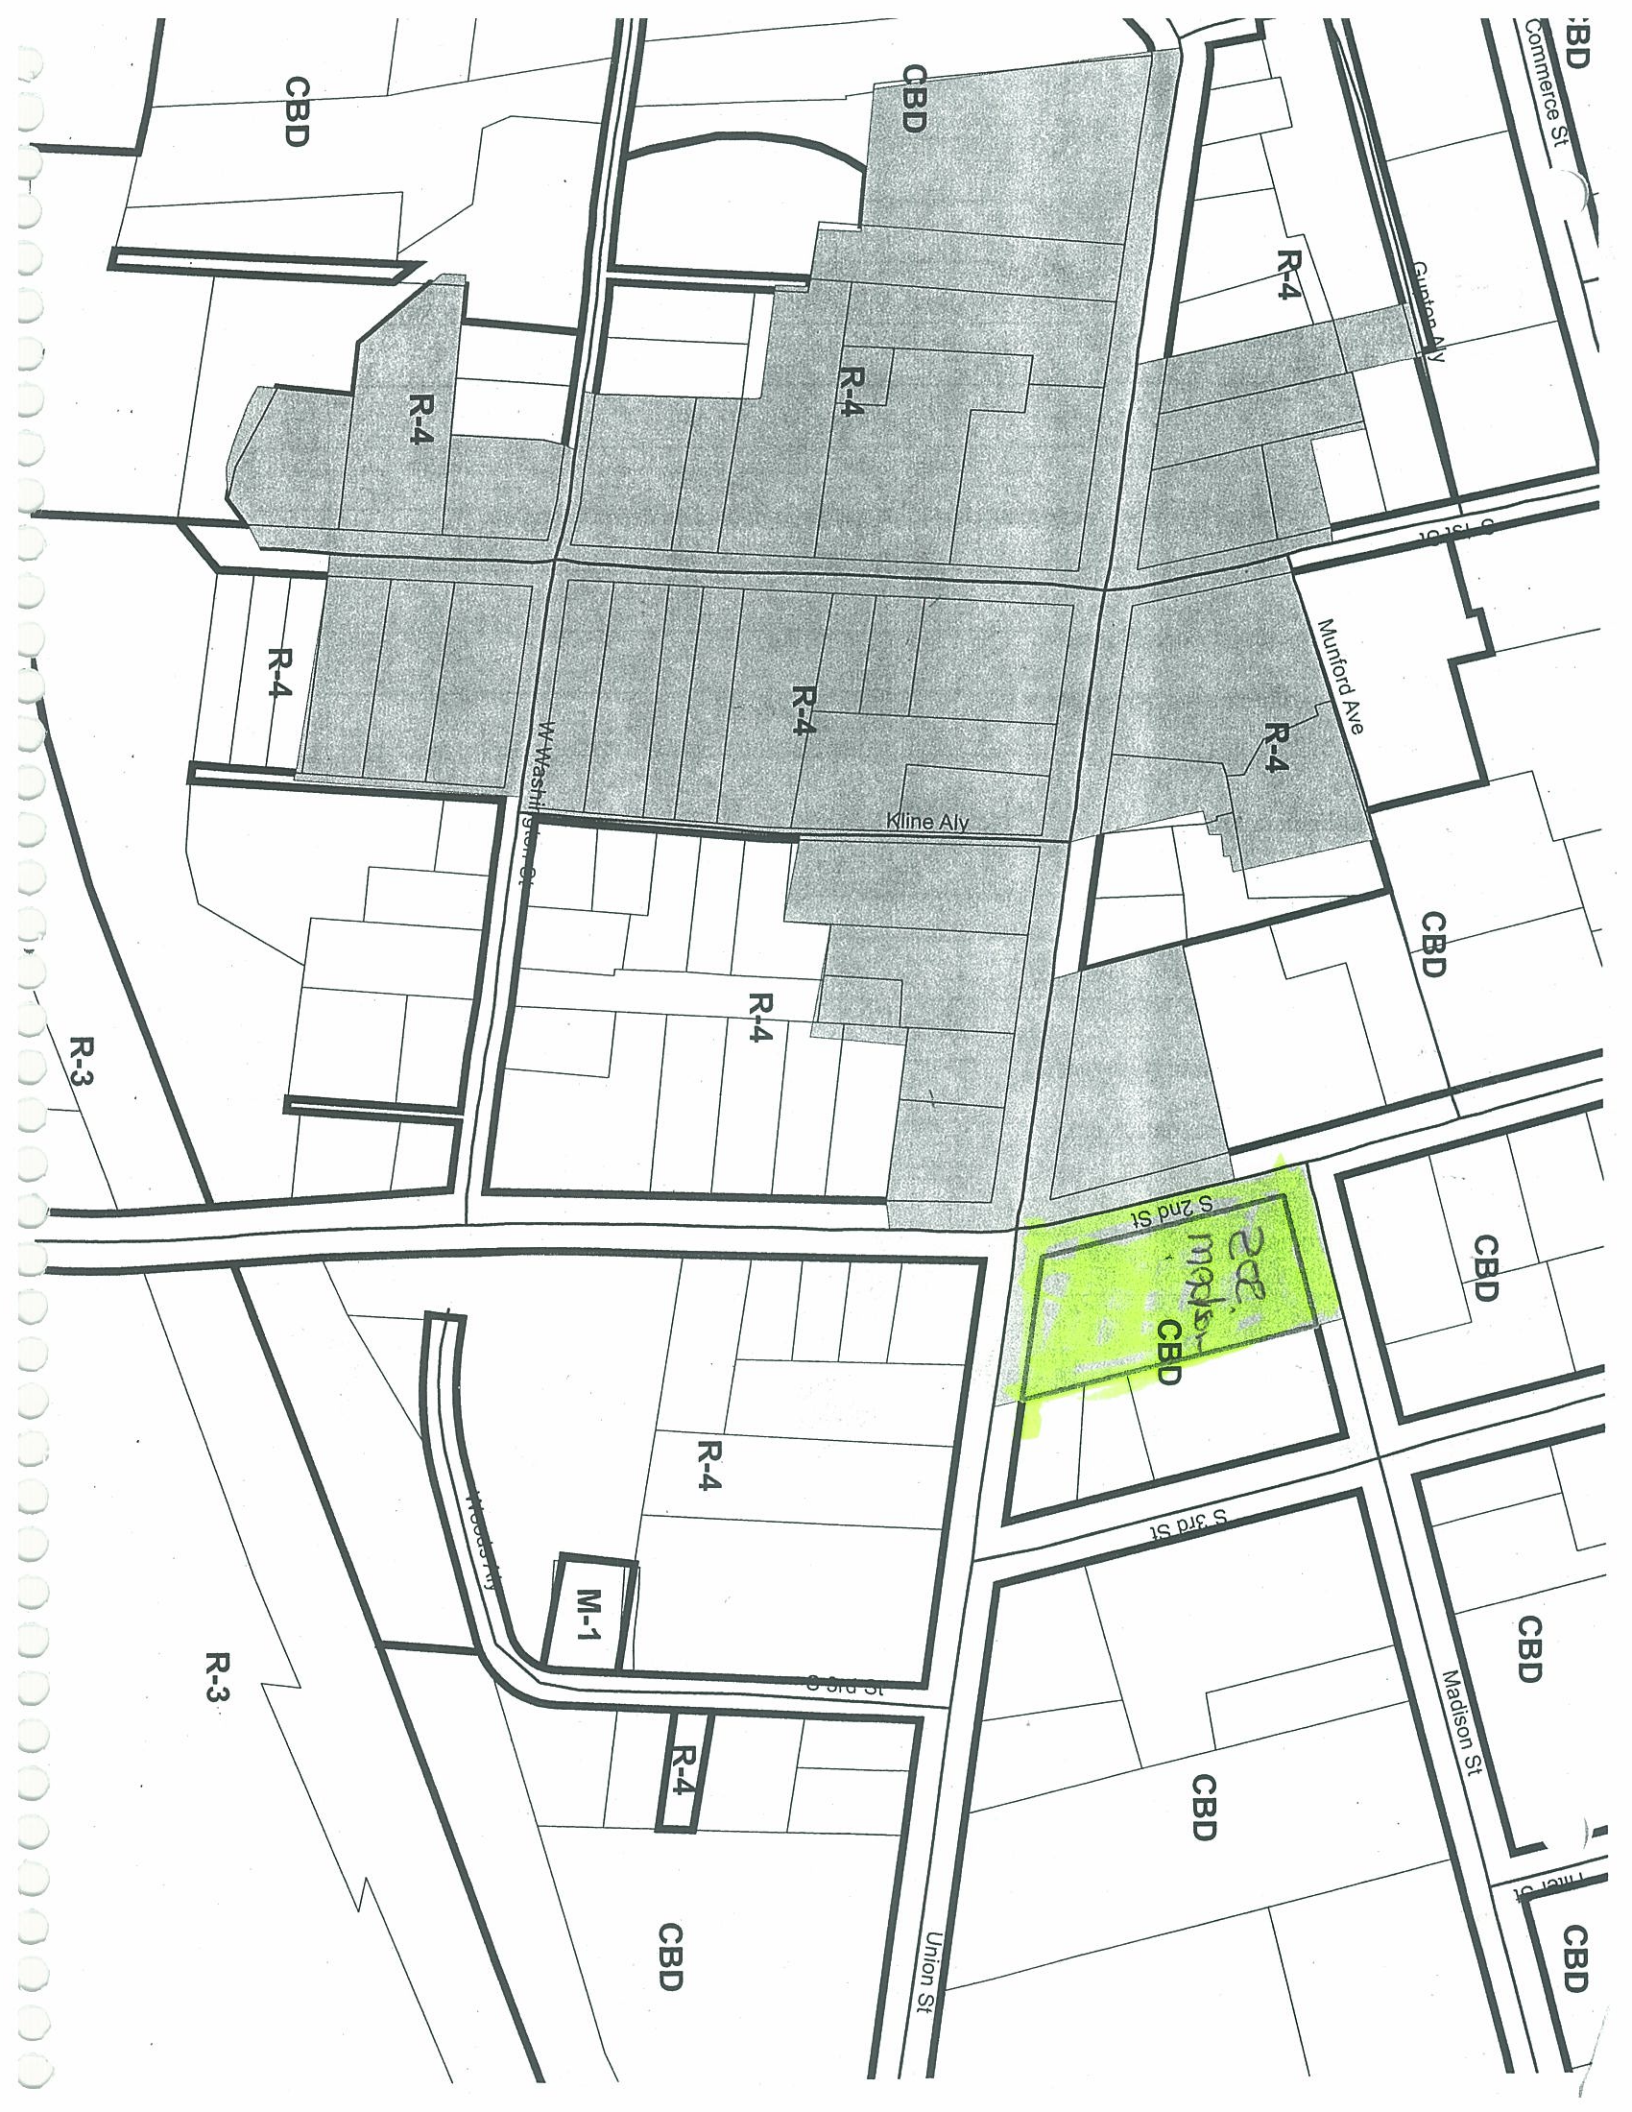 CBD
Commerce St
CBD
CBD
R-4
Gupton Aly
R-4
R-4
S 1st St
R-4
Munford Ave
R-4
R-4
W Washington St
Kline Aly
CBD
R-4
R-3
S 2nd St
CBD
CBD
R-4
Woods Aly
S 3rd St
M-1
CBD
R-3
S 3rd St
Madison St
R-4
CBD
CBD
CBD
Union St